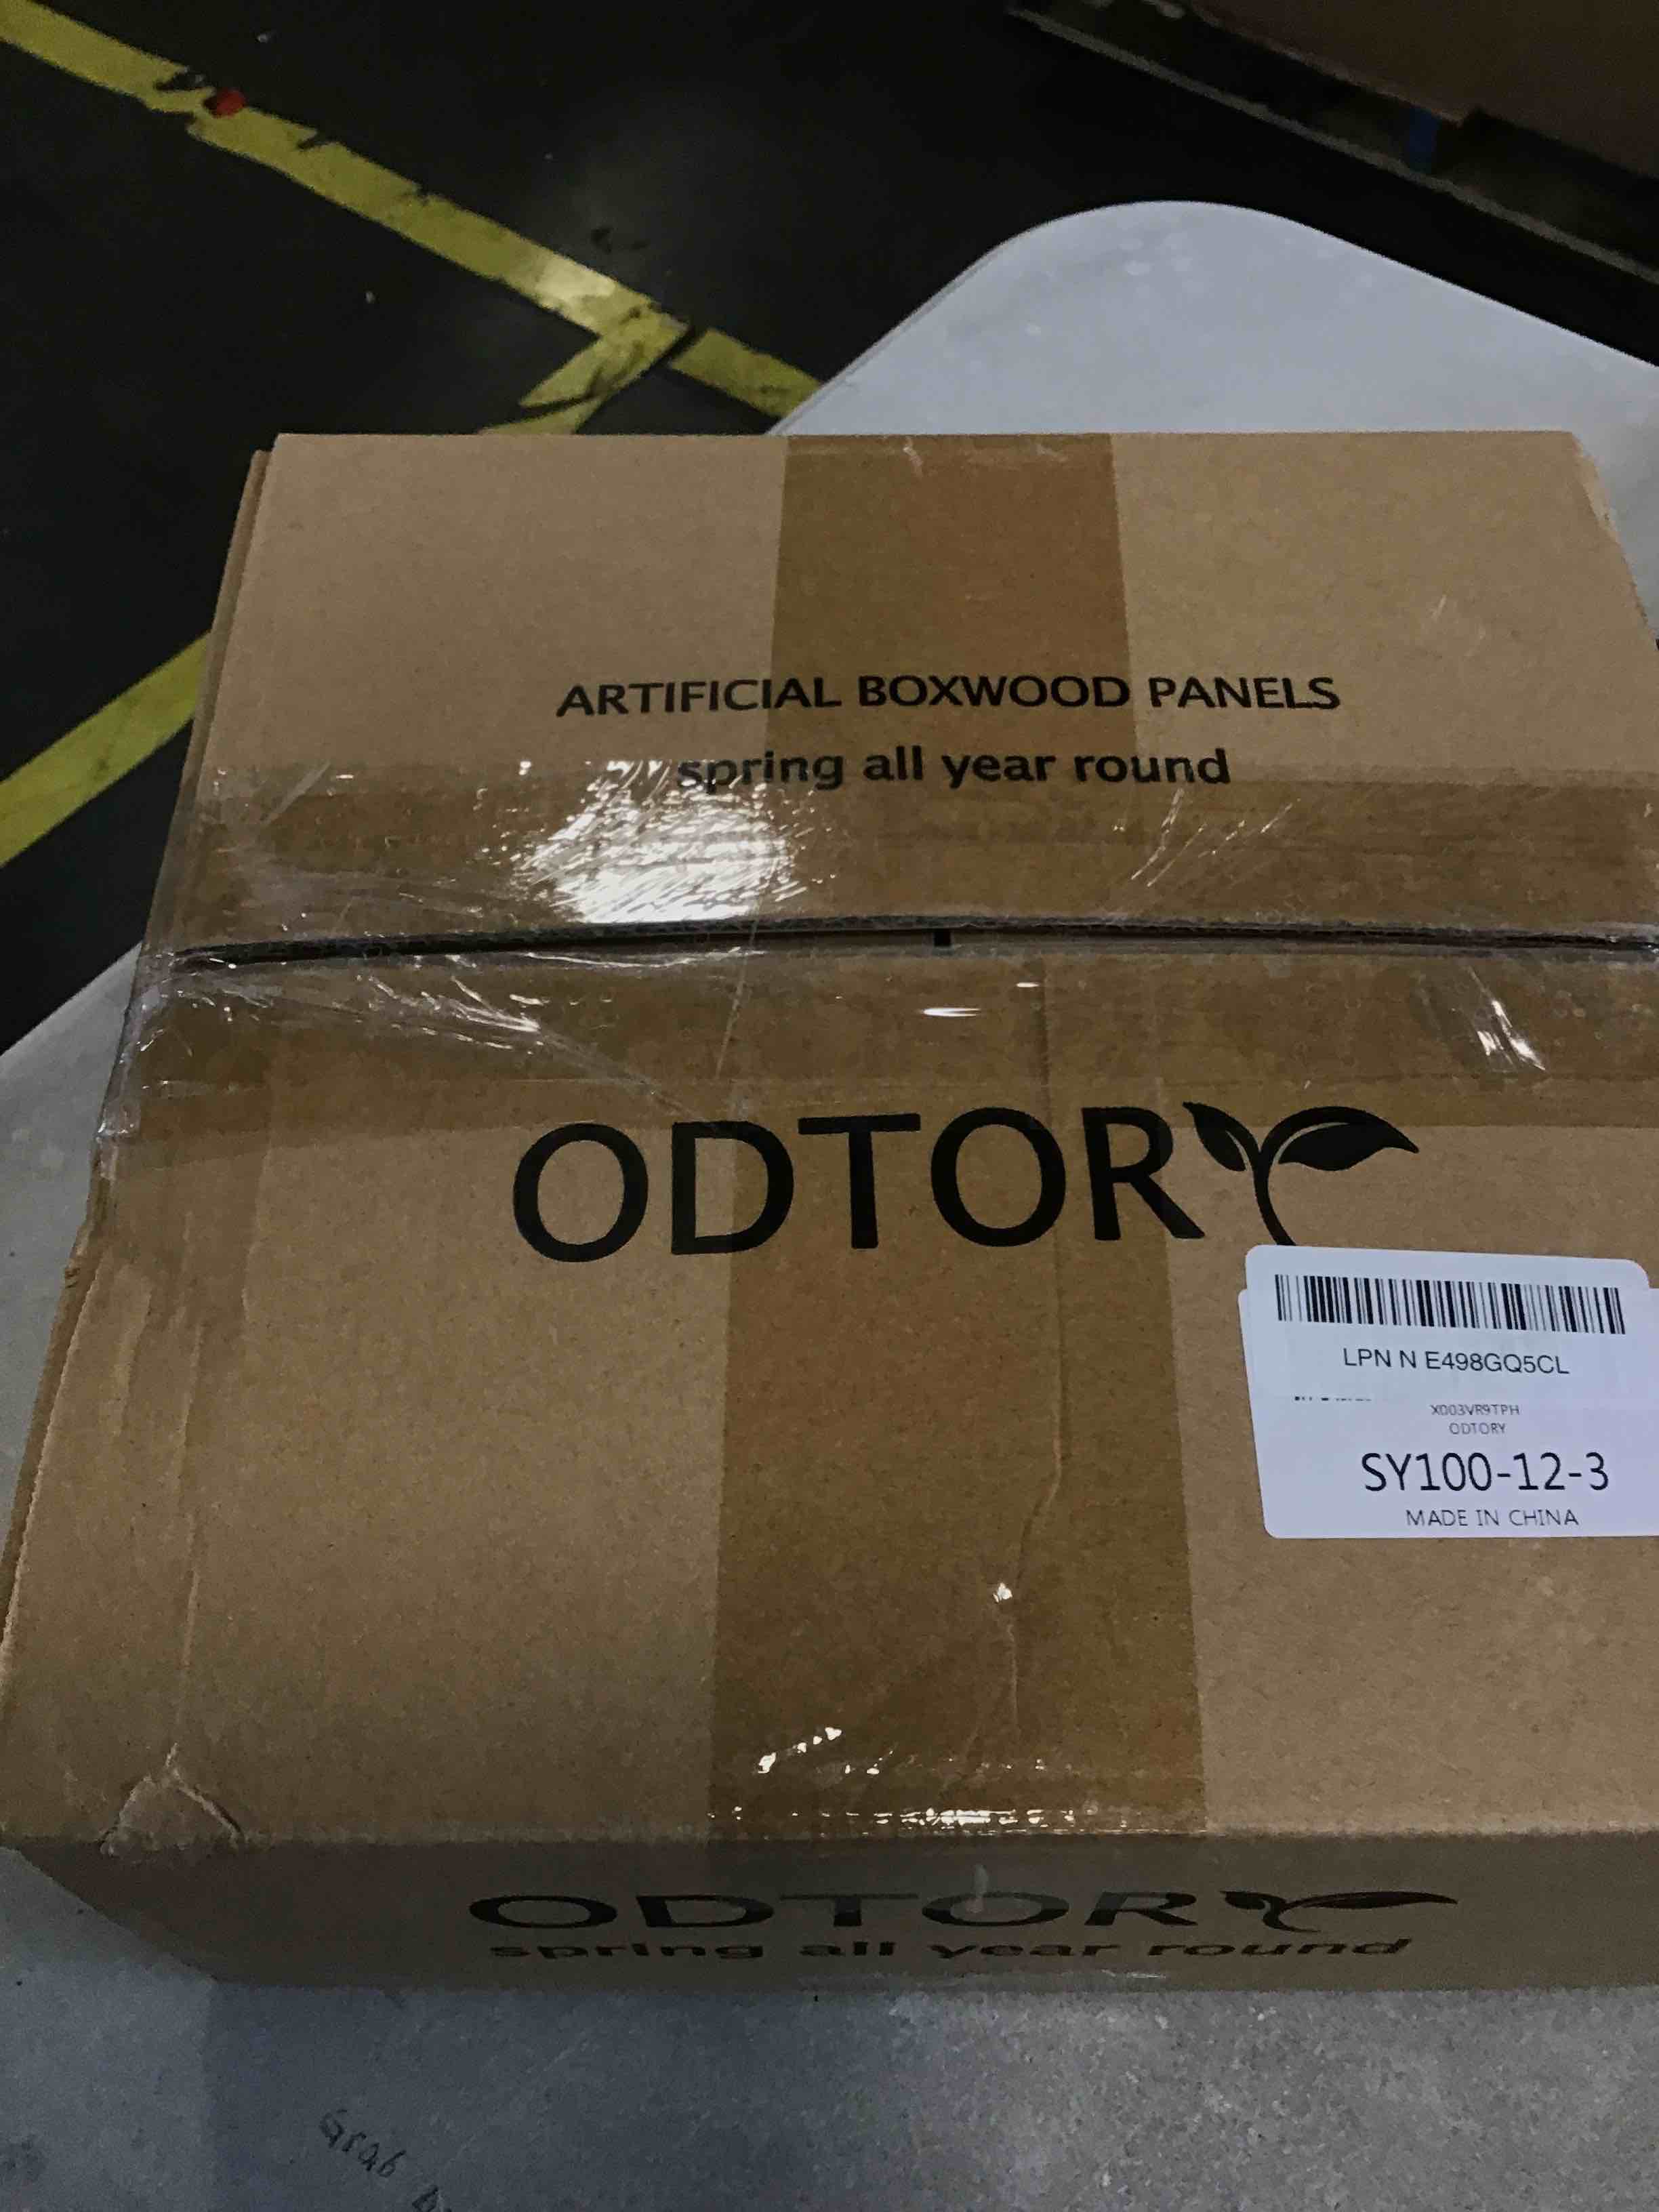 ARTIFICIAL BOXWOOD PANELS
spring all year round
ODTORY
LPN N E498GQ5CL
X003VR9TPH
ODTORY
SY100-12-3
MADE IN CHINA
ODTORY
spring all year round
Grab